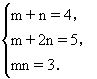 m + n = 4,
m + 2n = 5,
mn = 3.